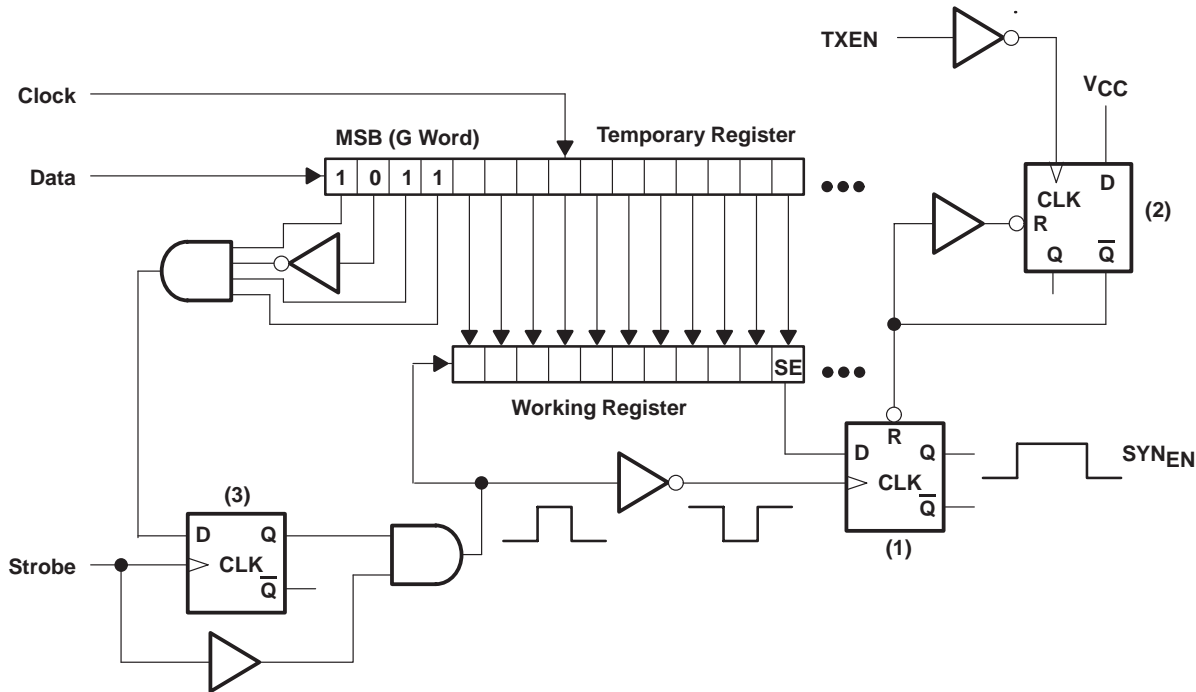 TXEN
VCC
Clock
MSB (G Word)
Temporary Register
Data
1 0 1 1
CLK
D
(2)
R
Q
Q̅
SE
Working Register
R
D
Q
SYNEN
CLK
Q̅
(1)
(3)
D
Q
Strobe
CLK
Q̅